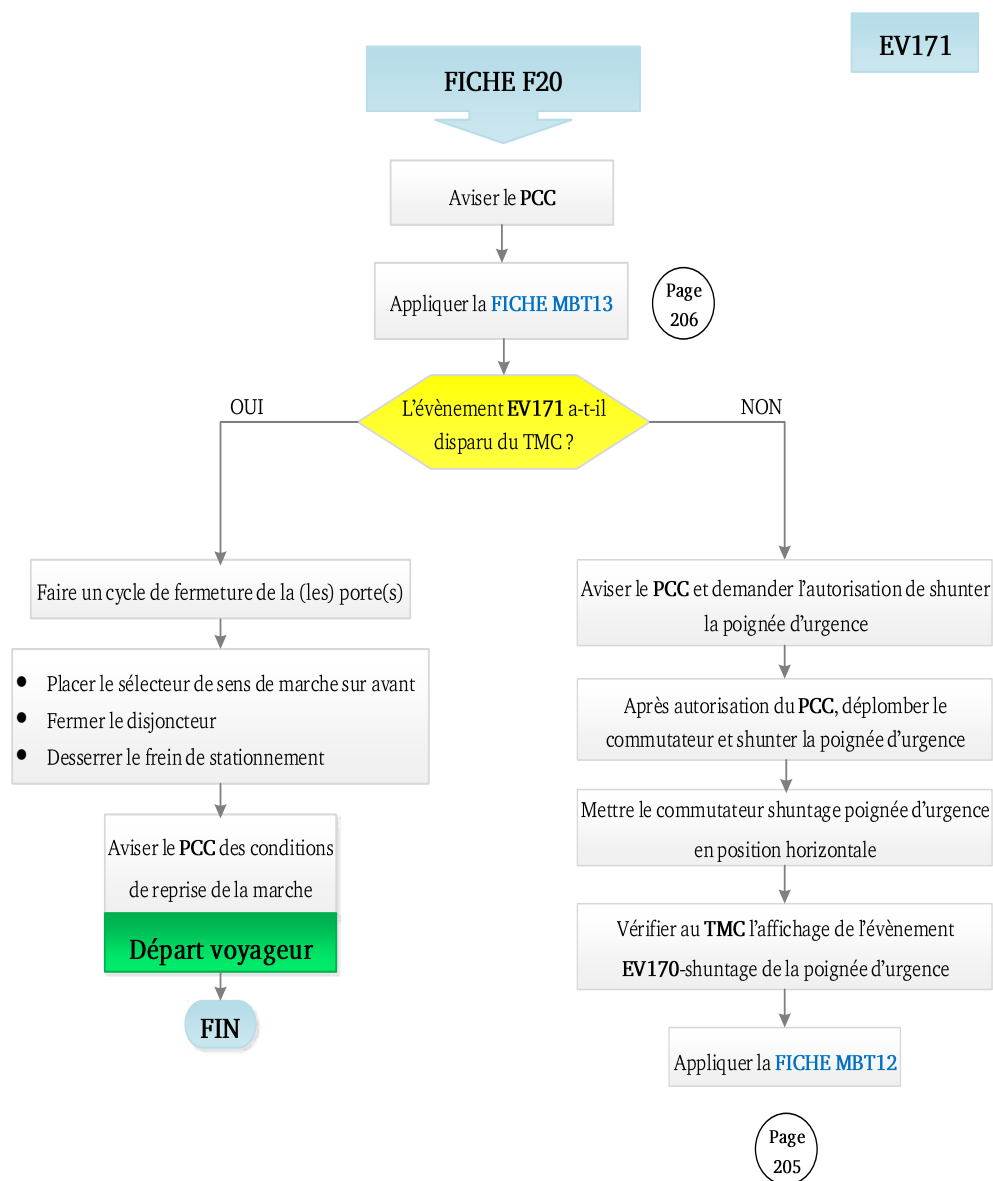 EV171
FICHE F20
Aviser le PCC
Appliquer la FICHE MBT13
Page
206
L'évènement EV171 a-t-il
disparu du TMC ?
OUI
NON
Faire un cycle de fermeture de la (les) porte(s)
• Placer le sélecteur de sens de marche sur avant
• Fermer le disjoncteur
• Desserrer le frein de stationnement
Aviser le PCC des conditions
de reprise de la marche
Départ voyageur
FIN
Aviser le PCC et demander l'autorisation de shunter
la poignée d'urgence
Après autorisation du PCC, déplomber le
commutateur et shunter la poignée d'urgence
Mettre le commutateur shuntage poignée d'urgence
en position horizontale
Vérifier au TMC l'affichage de l'évènement
EV170-shuntage de la poignée d'urgence
Appliquer la FICHE MBT12
Page
205